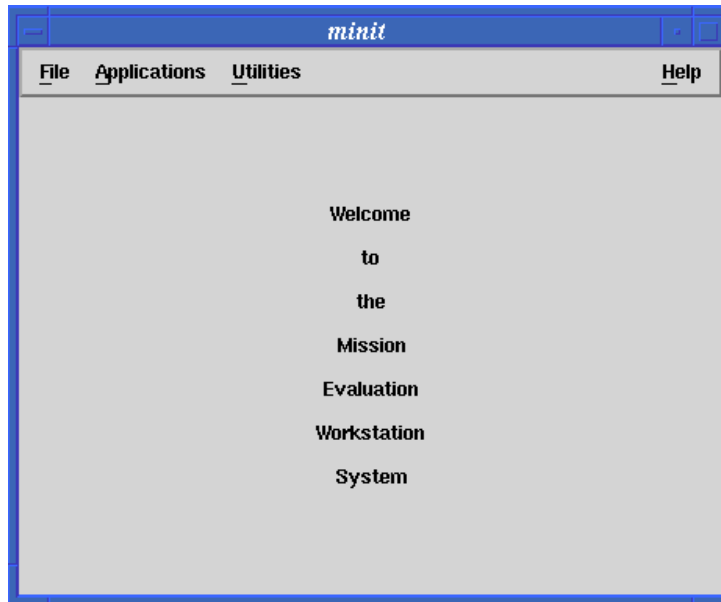 minit
File Applications Utilities Help
Welcome
to
the
Mission
Evaluation
Workstation
System